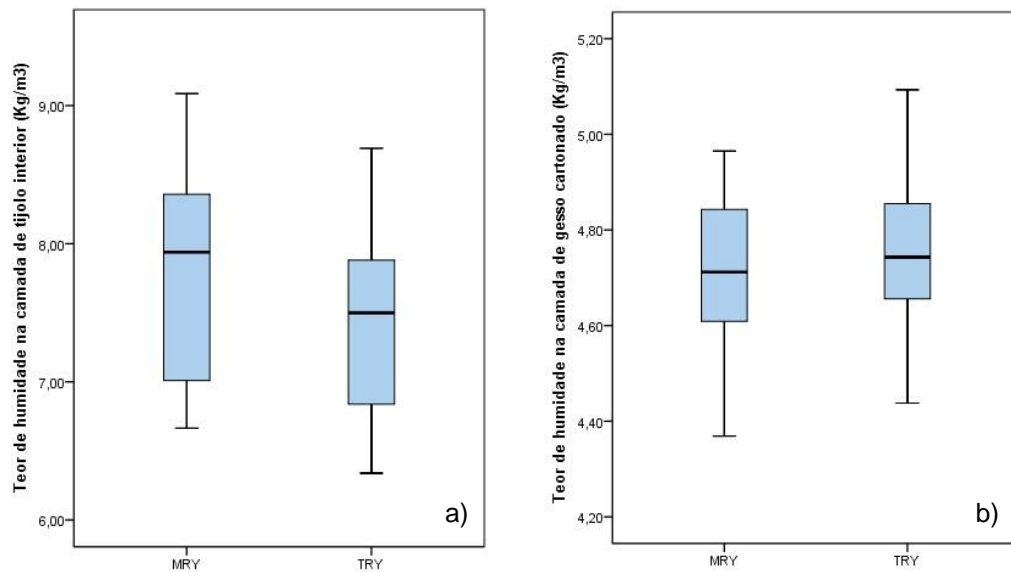 Teor de humidade na camada de tijolo interior (Kg/m3)
9,00
8,00
7,00
6,00
MRY
TRY
a)
Teor de humidade na camada de gesso cartonado (Kg/m3)
5,20
5,00
4,80
4,60
4,40
4,20
MRY
TRY
b)